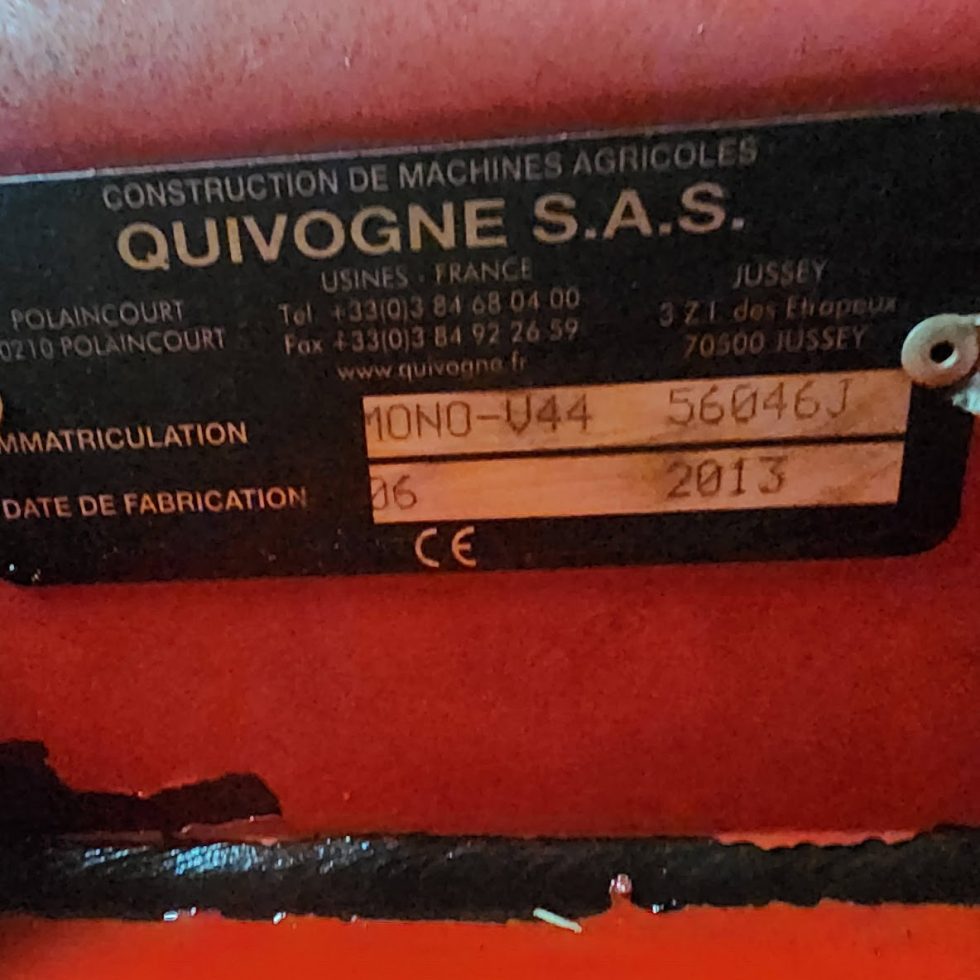 CONSTRUCTION DE MACHINES AGRICOLES
QUIVOGNE S.A.S.
USINES - FRANCE
POLAINCOURT
0210 POLAINCOURT
Tel +33(0)3 84 68 04 00
Fax +33(0)3 84 92 26 59
www.quivogne.fr
JUSSEY
3 Z.I. des Etrapeux
70500 JUSSEY
MMATRICULATION
MONO-V44 56046J
DATE DE FABRICATION
06 2013
CE